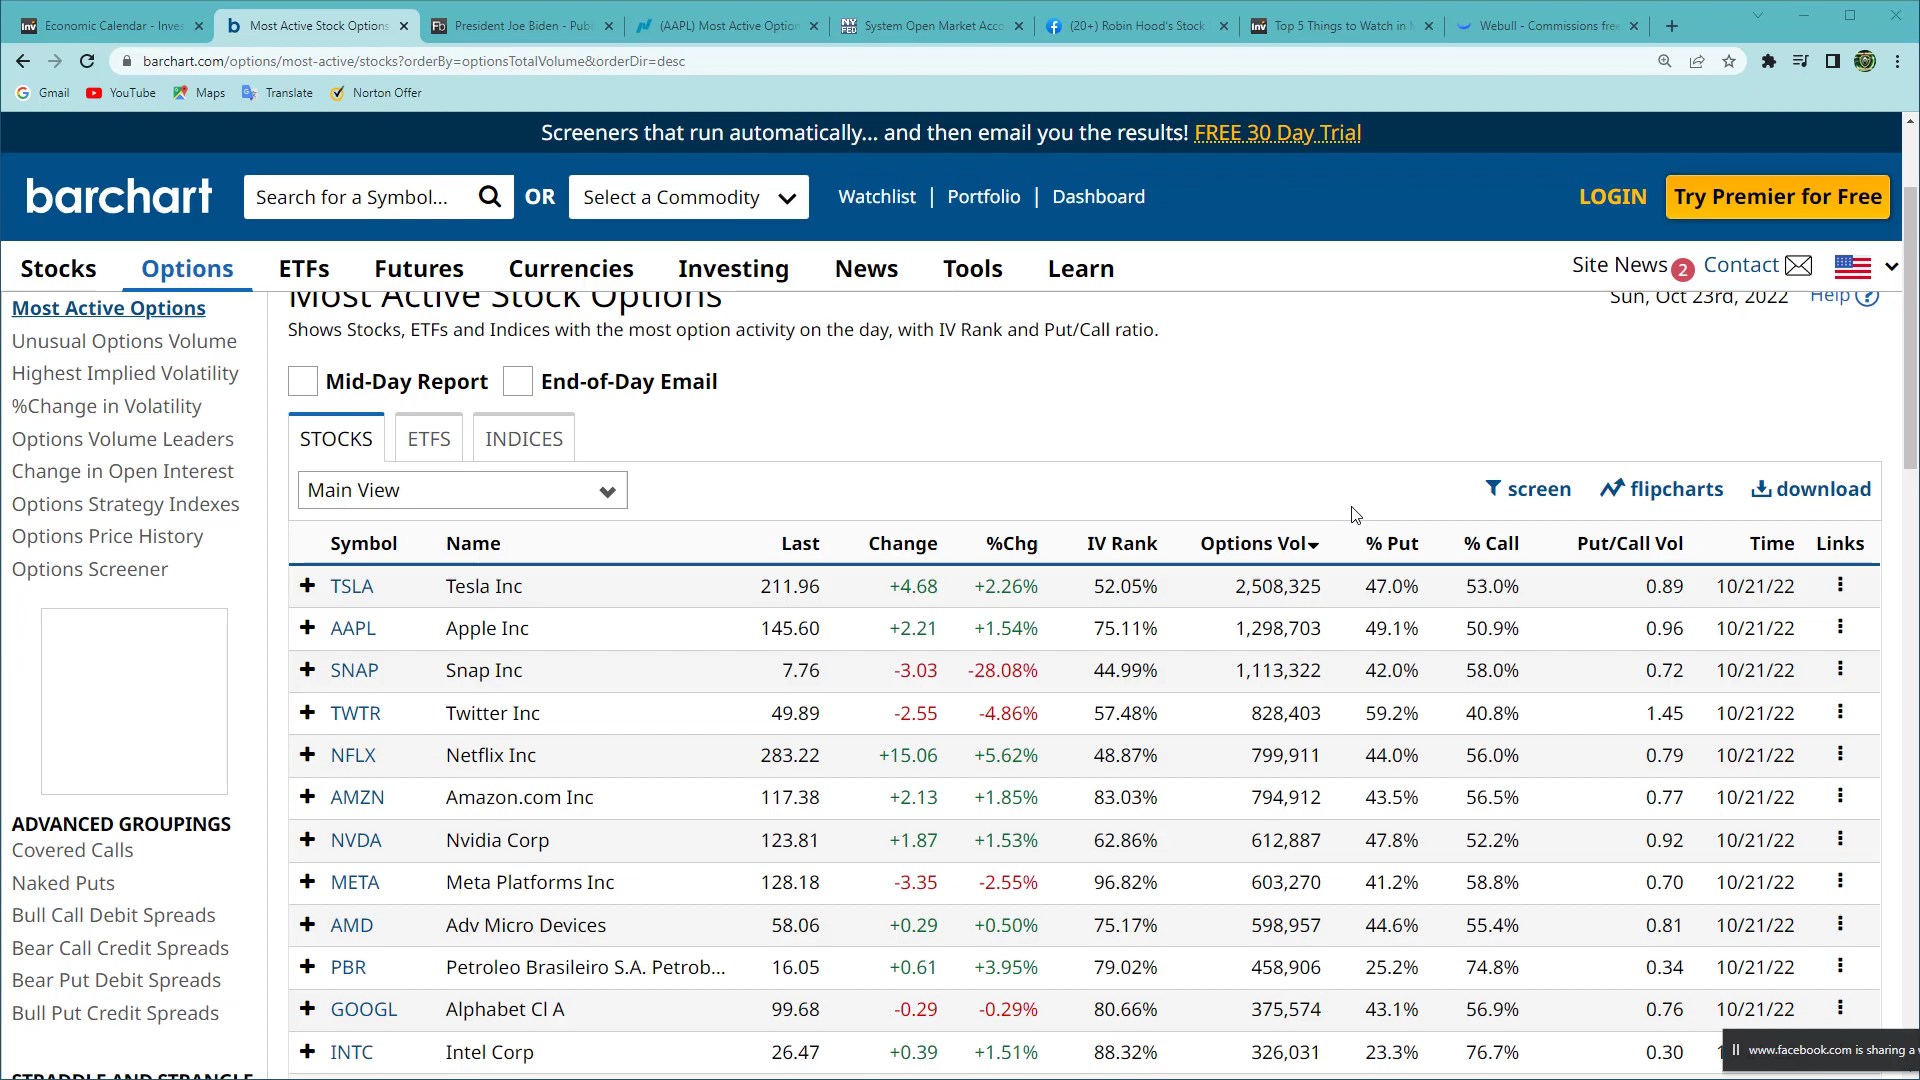 Economic Calendar - Inves
Most Active Stock Options
President Joe Biden - Pub
(AAPL) Most Active Option
System Open Market Acco
(20+) Robin Hood's Stock
Top 5 Things to Watch in M
Webull - Commissions free
barchart.com/options/most-active/stocks?orderBy=optionsTotalVolume&orderDir=desc
Gmail YouTube Maps Translate Norton Offer
Screeners that run automatically... and then email you the results! FREE 30 Day Trial
barchart Search for a Symbol... OR Select a Commodity Watchlist | Portfolio | Dashboard LOGIN Try Premier for Free
Stocks Options ETFs Futures Currencies Investing News Tools Learn Site News 2 Contact
Most Active Options
Unusual Options Volume
Highest Implied Volatility
%Change in Volatility
Options Volume Leaders
Change in Open Interest
Options Strategy Indexes
Options Price History
Options Screener
ADVANCED GROUPINGS
Covered Calls
Naked Puts
Bull Call Debit Spreads
Bear Call Credit Spreads
Bear Put Debit Spreads
Bull Put Credit Spreads
STRADDLE AND STRANGLE
Most Active Stock Options Sun, Oct 23rd, 2022 Help ?
Shows Stocks, ETFs and Indices with the most option activity on the day, with IV Rank and Put/Call ratio.
Mid-Day Report End-of-Day Email
STOCKS ETFS INDICES
Main View screen flipcharts download
Symbol Name Last Change %Chg IV Rank Options Vol % Put % Call Put/Call Vol Time Links
TSLA Tesla Inc 211.96 +4.68 +2.26% 52.05% 2,508,325 47.0% 53.0% 0.89 10/21/22
AAPL Apple Inc 145.60 +2.21 +1.54% 75.11% 1,298,703 49.1% 50.9% 0.96 10/21/22
SNAP Snap Inc 7.76 -3.03 -28.08% 44.99% 1,113,322 42.0% 58.0% 0.72 10/21/22
TWTR Twitter Inc 49.89 -2.55 -4.86% 57.48% 828,403 59.2% 40.8% 1.45 10/21/22
NFLX Netflix Inc 283.22 +15.06 +5.62% 48.87% 799,911 44.0% 56.0% 0.79 10/21/22
AMZN Amazon.com Inc 117.38 +2.13 +1.85% 83.03% 794,912 43.5% 56.5% 0.77 10/21/22
NVDA Nvidia Corp 123.81 +1.87 +1.53% 62.86% 612,887 47.8% 52.2% 0.92 10/21/22
META Meta Platforms Inc 128.18 -3.35 -2.55% 96.82% 603,270 41.2% 58.8% 0.70 10/21/22
AMD Adv Micro Devices 58.06 +0.29 +0.50% 75.17% 598,957 44.6% 55.4% 0.81 10/21/22
PBR Petroleo Brasileiro S.A. Petrob... 16.05 +0.61 +3.95% 79.02% 458,906 25.2% 74.8% 0.34 10/21/22
GOOGL Alphabet Cl A 99.68 -0.29 -0.29% 80.66% 375,574 43.1% 56.9% 0.76 10/21/22
INTC Intel Corp 26.47 +0.39 +1.51% 88.32% 326,031 23.3% 76.7% 0.30
www.facebook.com is sharing a